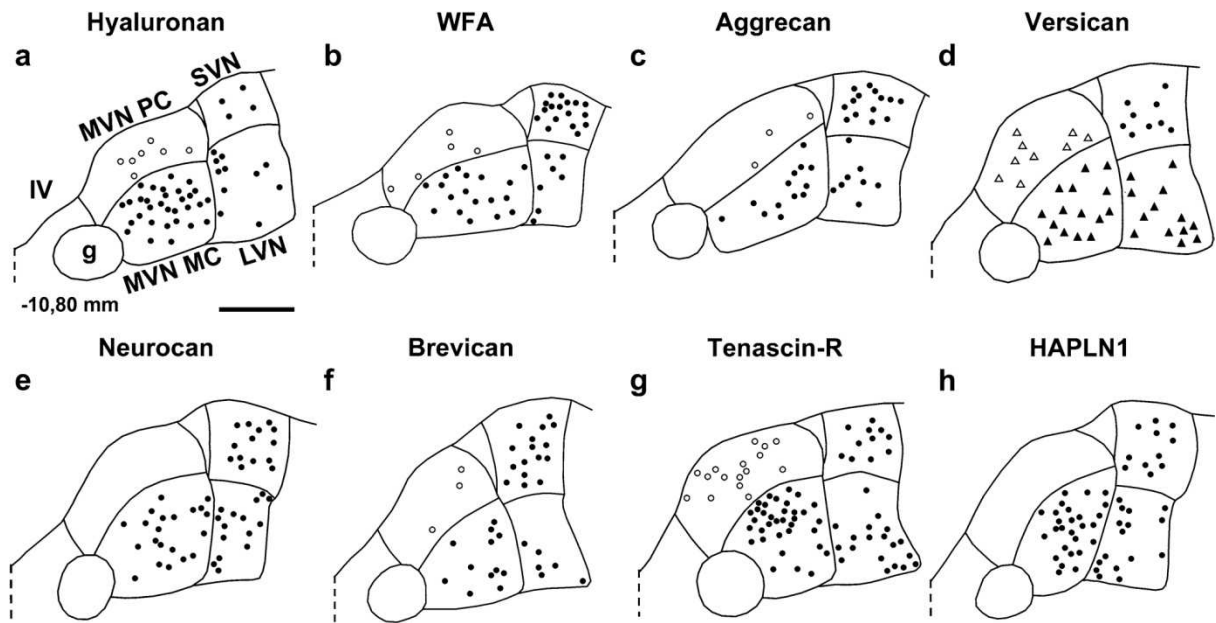 Hyaluronan
WFA
Aggrecan
Versican
a
b
c
d
SVN
MVN PC
IV
g
MVN MC
LVN
-10,80 mm
Neurocan
Brevican
Tenascin-R
HAPLN1
e
f
g
h